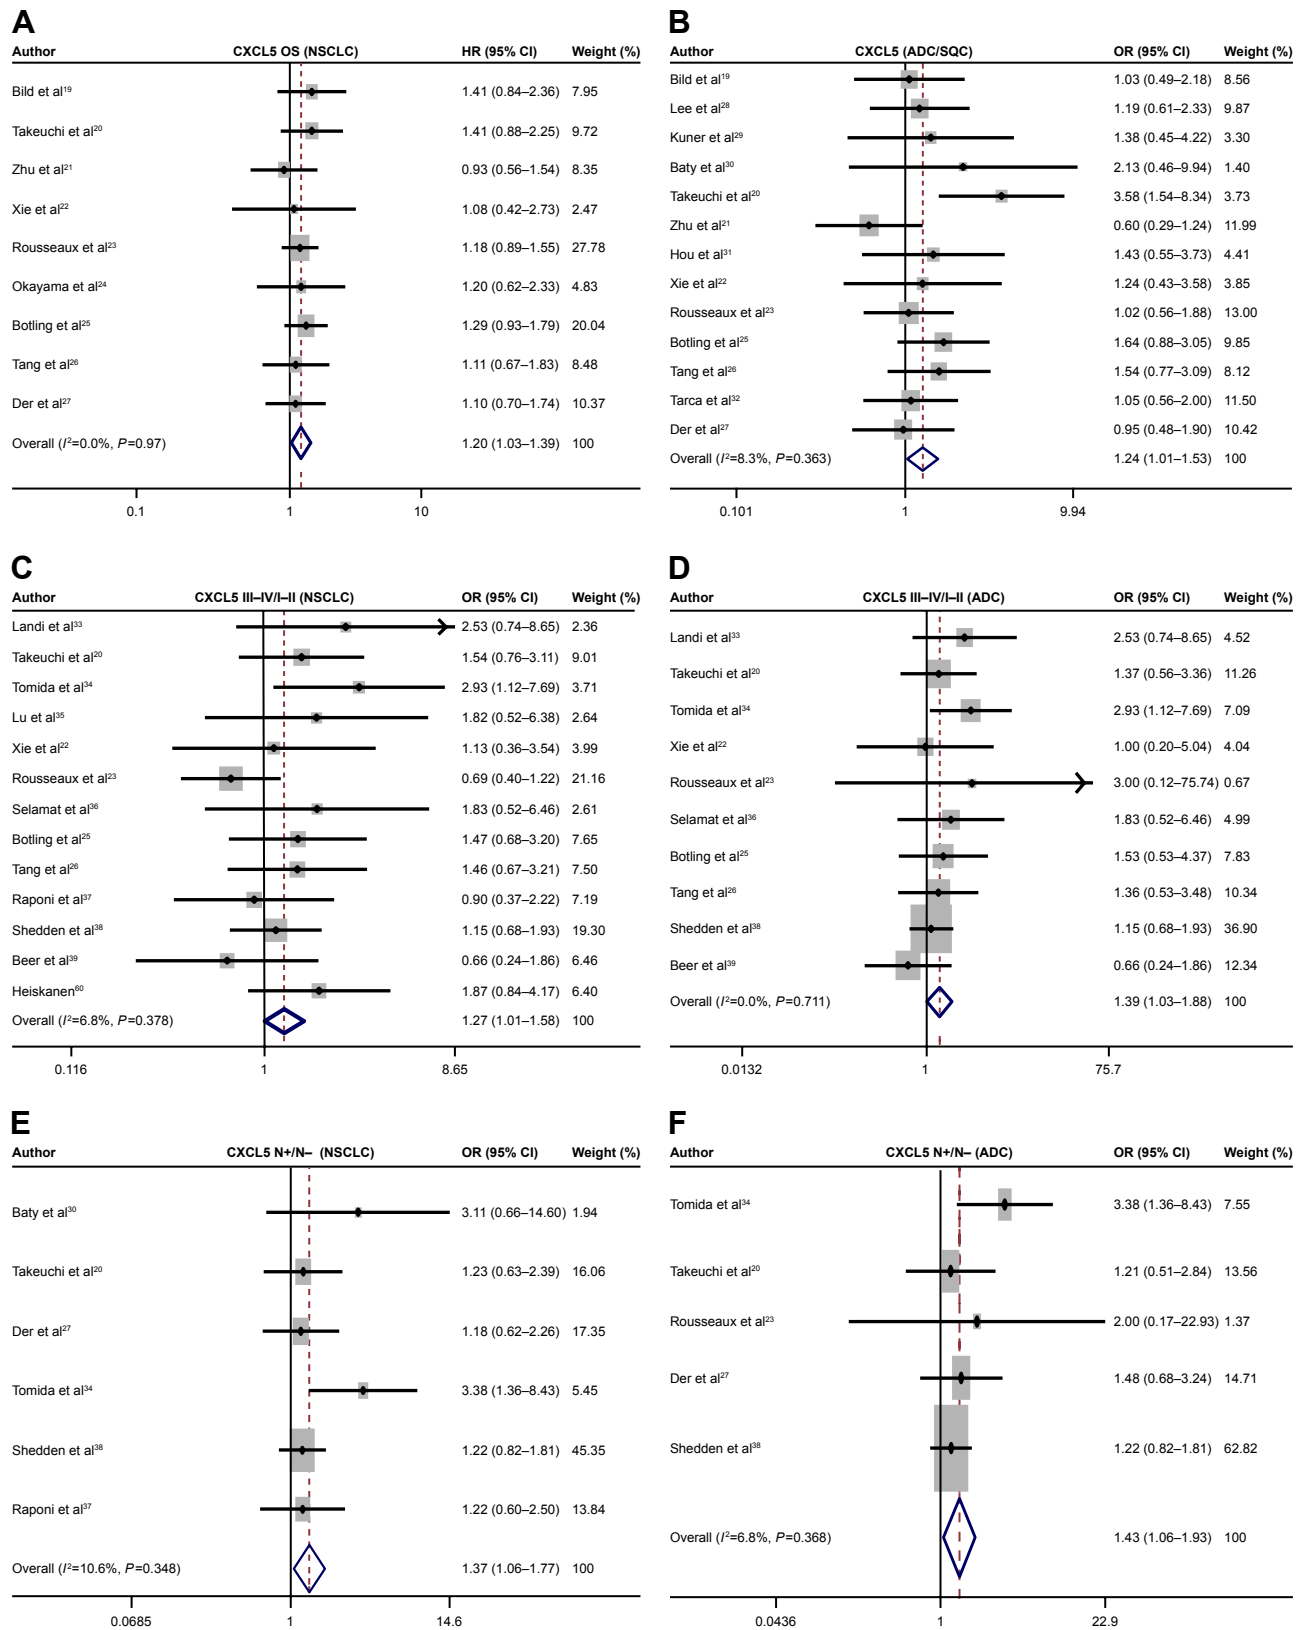 A
Author CXCL5 OS (NSCLC) HR (95% CI) Weight (%)
Bild et al19 1.41 (0.84–2.36) 7.95
Takeuchi et al20 1.41 (0.88–2.25) 9.72
Zhu et al21 0.93 (0.56–1.54) 8.35
Xie et al22 1.08 (0.42–2.73) 2.47
Rousseaux et al23 1.18 (0.89–1.55) 27.78
Okayama et al24 1.20 (0.62–2.33) 4.83
Botling et al25 1.29 (0.93–1.79) 20.04
Tang et al26 1.11 (0.67–1.83) 8.48
Der et al27 1.10 (0.70–1.74) 10.37
Overall (I2=0.0%, P=0.97) 1.20 (1.03–1.39) 100
0.1 1 10
B
Author CXCL5 (ADC/SQC) OR (95% CI) Weight (%)
Bild et al19 1.03 (0.49–2.18) 8.56
Lee et al28 1.19 (0.61–2.33) 9.87
Kuner et al29 1.38 (0.45–4.22) 3.30
Baty et al30 2.13 (0.46–9.94) 1.40
Takeuchi et al20 3.58 (1.54–8.34) 3.73
Zhu et al21 0.60 (0.29–1.24) 11.99
Hou et al31 1.43 (0.55–3.73) 4.41
Xie et al22 1.24 (0.43–3.58) 3.85
Rousseaux et al23 1.02 (0.56–1.88) 13.00
Botling et al25 1.64 (0.88–3.05) 9.85
Tang et al26 1.54 (0.77–3.09) 8.12
Tarca et al32 1.05 (0.56–2.00) 11.50
Der et al27 0.95 (0.48–1.90) 10.42
Overall (I2=8.3%, P=0.363) 1.24 (1.01–1.53) 100
0.101 1 9.94
C
Author CXCL5 III–IV/I–II (NSCLC) OR (95% CI) Weight (%)
Landi et al33 2.53 (0.74–8.65) 2.36
Takeuchi et al20 1.54 (0.76–3.11) 9.01
Tomida et al34 2.93 (1.12–7.69) 3.71
Lu et al35 1.82 (0.52–6.38) 2.64
Xie et al22 1.13 (0.36–3.54) 3.99
Rousseaux et al23 0.69 (0.40–1.22) 21.16
Selamat et al36 1.83 (0.52–6.46) 2.61
Botling et al25 1.47 (0.68–3.20) 7.65
Tang et al26 1.46 (0.67–3.21) 7.50
Raponi et al37 0.90 (0.37–2.22) 7.19
Shedden et al38 1.15 (0.68–1.93) 19.30
Beer et al39 0.66 (0.24–1.86) 6.46
Heiskanen60 1.87 (0.84–4.17) 6.40
Overall (I2=6.8%, P=0.378) 1.27 (1.01–1.58) 100
0.116 1 8.65
D
Author CXCL5 III–IV/I–II (ADC) OR (95% CI) Weight (%)
Landi et al33 2.53 (0.74–8.65) 4.52
Takeuchi et al20 1.37 (0.56–3.36) 11.26
Tomida et al34 2.93 (1.12–7.69) 7.09
Xie et al22 1.00 (0.20–5.04) 4.04
Rousseaux et al23 3.00 (0.12–75.74) 0.67
Selamat et al36 1.83 (0.52–6.46) 4.99
Botling et al25 1.53 (0.53–4.37) 7.83
Tang et al26 1.36 (0.53–3.48) 10.34
Shedden et al38 1.15 (0.68–1.93) 36.90
Beer et al39 0.66 (0.24–1.86) 12.34
Overall (I2=0.0%, P=0.711) 1.39 (1.03–1.88) 100
0.0132 1 75.7
E
Author CXCL5 N+/N– (NSCLC) OR (95% CI) Weight (%)
Baty et al30 3.11 (0.66–14.60) 1.94
Takeuchi et al20 1.23 (0.63–2.39) 16.06
Der et al27 1.18 (0.62–2.26) 17.35
Tomida et al34 3.38 (1.36–8.43) 5.45
Shedden et al38 1.22 (0.82–1.81) 45.35
Raponi et al37 1.22 (0.60–2.50) 13.84
Overall (I2=10.6%, P=0.348) 1.37 (1.06–1.77) 100
0.0685 1 14.6
F
Author CXCL5 N+/N– (ADC) OR (95% CI) Weight (%)
Tomida et al34 3.38 (1.36–8.43) 7.55
Takeuchi et al20 1.21 (0.51–2.84) 13.56
Rousseaux et al23 2.00 (0.17–22.93) 1.37
Der et al27 1.48 (0.68–3.24) 14.71
Shedden et al38 1.22 (0.82–1.81) 62.82
Overall (I2=6.8%, P=0.368) 1.43 (1.06–1.93) 100
0.0436 1 22.9